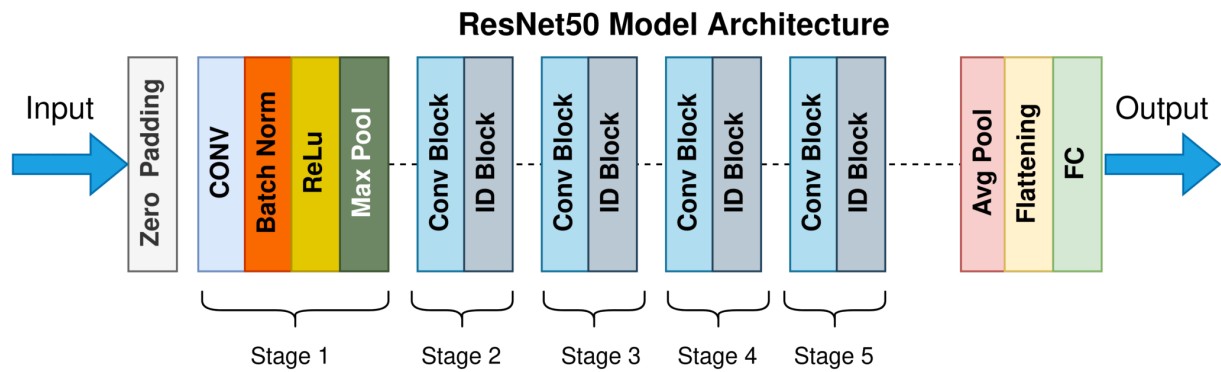 ResNet50 Model Architecture
Input
Zero Padding
CONV
Batch Norm
ReLu
Max Pool
Conv Block
ID Block
Conv Block
ID Block
Conv Block
ID Block
Conv Block
ID Block
Avg Pool
Flattening
FC
Output
Stage 1
Stage 2
Stage 3
Stage 4
Stage 5